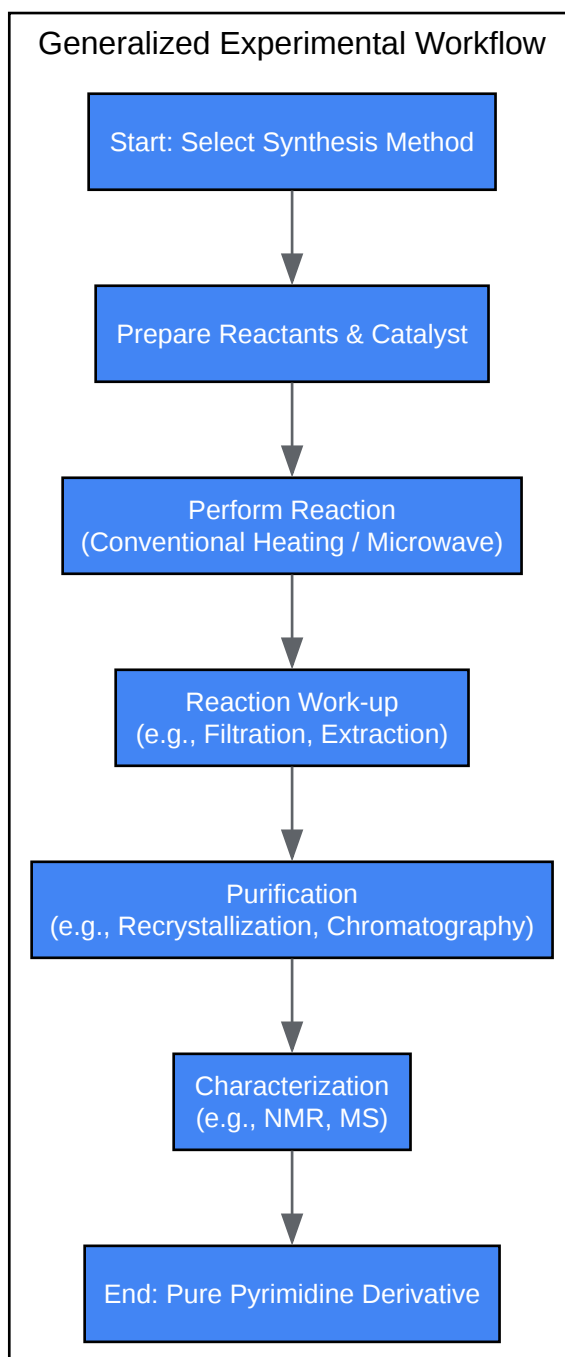 Generalized Experimental Workflow
Start: Select Synthesis Method
Prepare Reactants & Catalyst
Perform Reaction
(Conventional Heating / Microwave)
Reaction Work-up
(e.g., Filtration, Extraction)
Purification
(e.g., Recrystallization, Chromatography)
Characterization
(e.g., NMR, MS)
End: Pure Pyrimidine Derivative